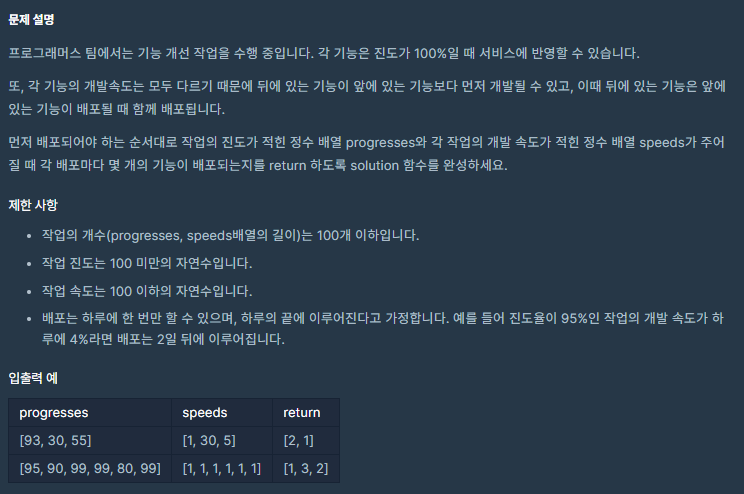 문제 설명
프로그래머스 팀에서는 기능 개선 작업을 수행 중입니다. 각 기능은 진도가 100%일 때 서비스에 반영할 수 있습니다.
또, 각 기능의 개발속도는 모두 다르기 때문에 뒤에 있는 기능이 앞에 있는 기능보다 먼저 개발될 수 있고, 이때 뒤에 있는 기능은 앞에
있는 기능이 배포될 때 함께 배포됩니다.
먼저 배포되어야 하는 순서대로 작업의 진도가 적힌 정수 배열 progresses와 각 작업의 개발 속도가 적힌 정수 배열 speeds가 주어
질 때 각 배포마다 몇 개의 기능이 배포되는지를 return 하도록 solution 함수를 완성하세요.
제한 사항
• 작업의 개수(progresses, speeds배열의 길이)는 100개 이하입니다.
• 작업 진도는 100 미만의 자연수입니다.
• 작업 속도는 100 이하의 자연수입니다.
• 배포는 하루에 한 번만 할 수 있으며, 하루의 끝에 이루어진다고 가정합니다. 예를 들어 진도율이 95%인 작업의 개발 속도가 하
루에 4%라면 배포는 2일 뒤에 이루어집니다.
입출력 예
progresses speeds return
[93, 30, 55] [1, 30, 5] [2, 1]
[95, 90, 99, 99, 80, 99] [1, 1, 1, 1, 1, 1] [1, 3, 2]